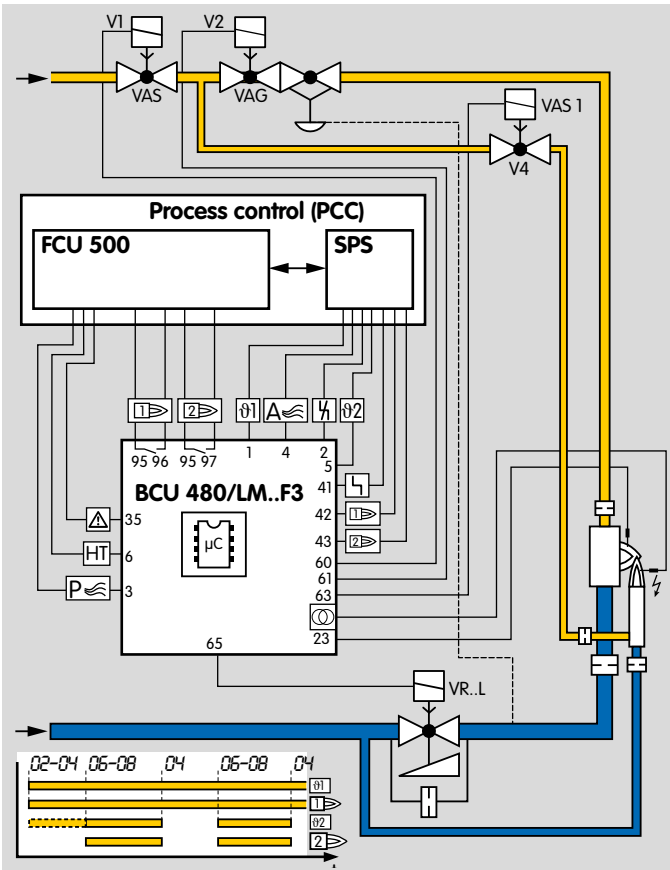 V1 V2
VAS VAG VAS 1
V4
Process control (PCC)
FCU 500 SPS
1 2 ϑ1 A ϑ2
95 96 95 97 1 4 2
5
BCU 480/LM..F3 41
µC
35 42 1
43 2
HT 6 60
61
P 3 63
23
65
VR..L
02-04 06-08 04 06-08 04
ϑ1
1
ϑ2
2